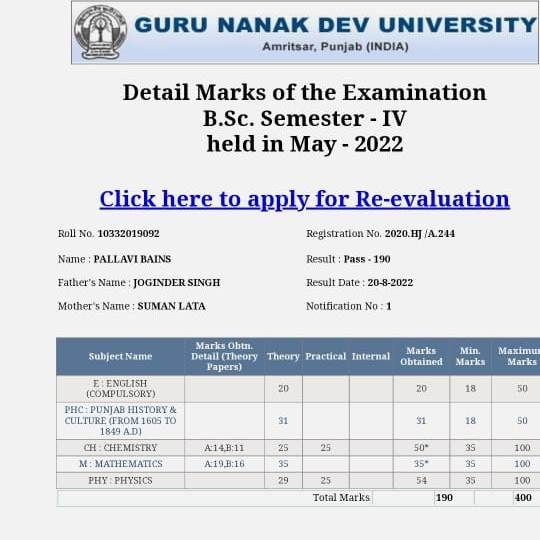 GURU NANAK DEV UNIVERSITY
Amritsar, Punjab (INDIA)
Detail Marks of the Examination
B.Sc. Semester - IV
held in May - 2022
Click here to apply for Re-evaluation
Roll No. 10332019092 Registration No. 2020.HJ /A.244
Name : PALLAVI BAINS Result : Pass - 190
Father's Name : JOGINDER SINGH Result Date : 20-8-2022
Mother's Name : SUMAN LATA Notification No : 1
Subject Name Marks Obtn. Detail (Theory Papers) Theory Practical Internal Marks Obtained Min. Marks Maximum Marks
E : ENGLISH (COMPULSORY) 20 20 18 50
PHC : PUNJAB HISTORY & CULTURE (FROM 1605 TO 1849 A.D) 31 31 18 50
CH : CHEMISTRY A:14,B:11 25 25 50* 35 100
M : MATHEMATICS A:19,B:16 35 35* 35 100
PHY : PHYSICS 29 25 54 35 100
Total Marks 190 400